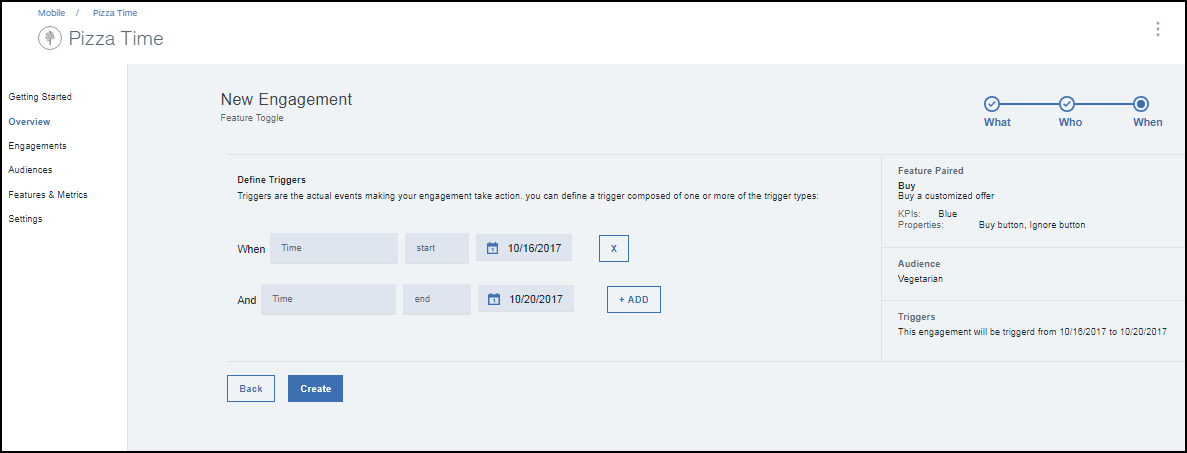 Mobile / Pizza Time
Pizza Time
Getting Started
Overview
Engagements
Audiences
Features & Metrics
Settings
New Engagement
Feature Toggle
What Who When
Define Triggers
Triggers are the actual events making your engagement take action. you can define a trigger composed of one or more of the trigger types:
When Time start 1 10/16/2017 X
And Time end 1 10/20/2017 + ADD
Back Create
Feature Paired
Buy
Buy a customized offer
KPIs: Blue
Properties: Buy button, Ignore button
Audience
Vegetarian
Triggers
This engagement will be triggerd from 10/16/2017 to 10/20/2017